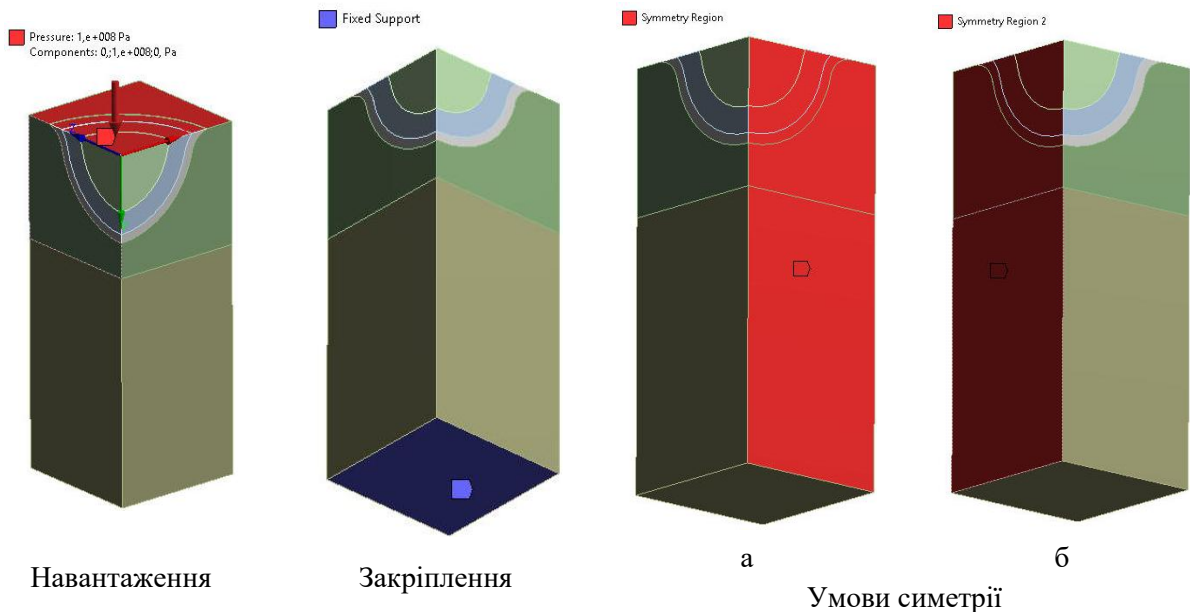 Pressure: 1,e+008 Pa
Components: 0,;1,e+008;0, Pa
Fixed Support
Symmetry Region
Symmetry Region 2
а
б
Навантаження
Закріплення
Умови симетрії